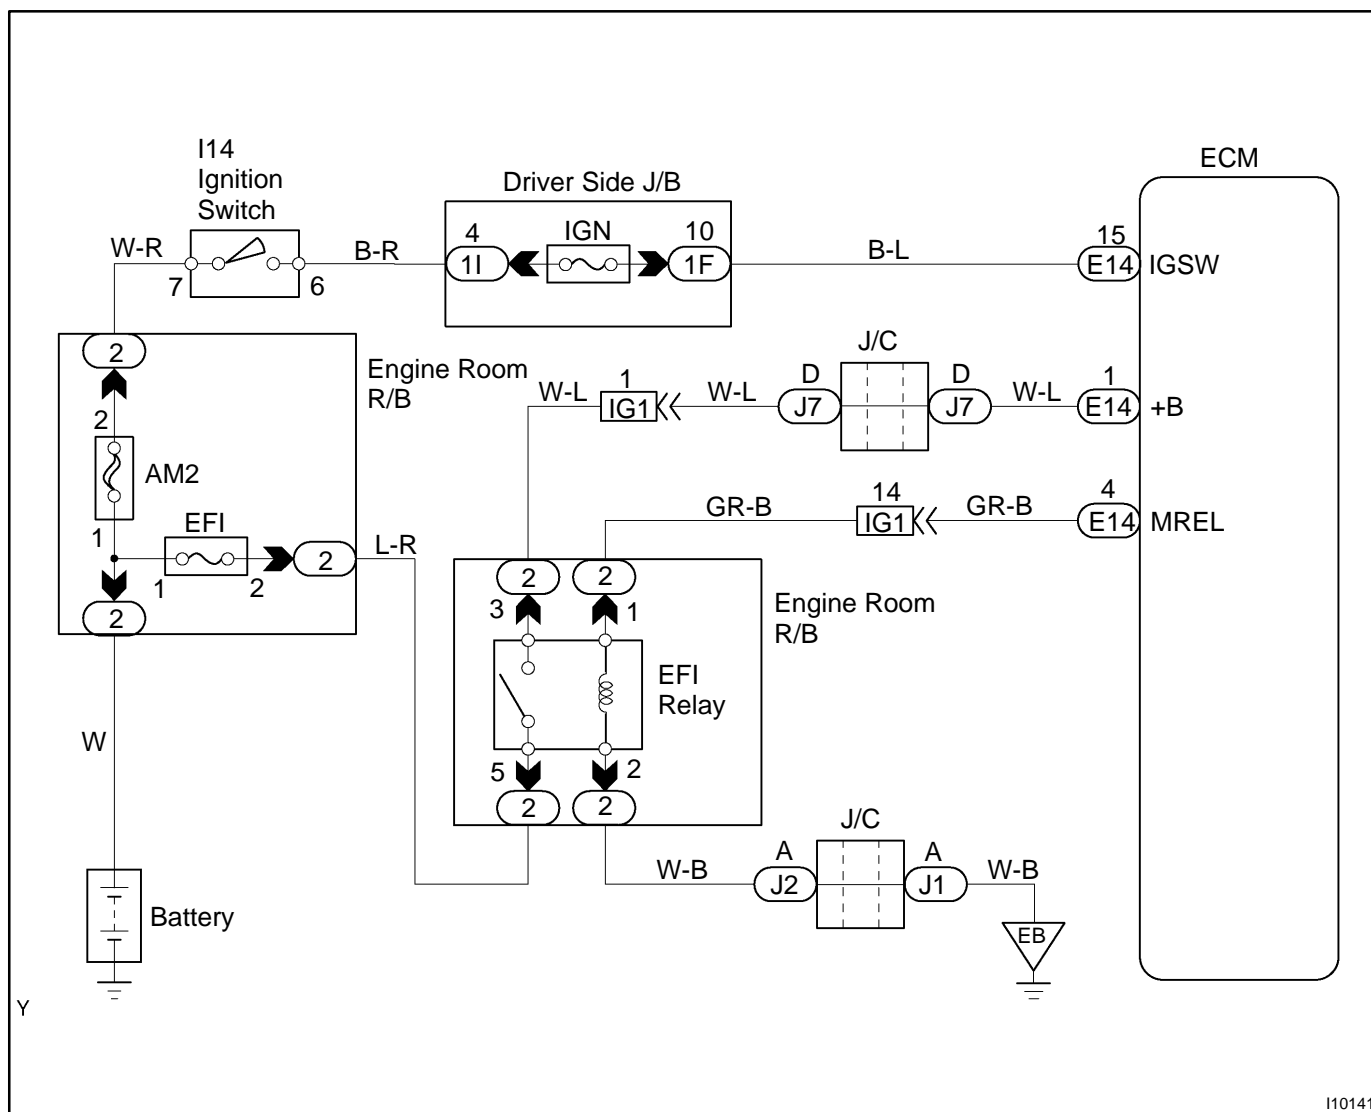 ECM
I14
Ignition
Switch
Driver Side J/B
W-R
B-R
4
IGN
10
B-L
15
1I
1F
E14
IGSW
7
6
2
Engine Room
R/B
J/C
W-L
1
W-L
D
D
W-L
1
IG1
J7
J7
E14
+B
2
AM2
GR-B
14
GR-B
4
IG1
E14
MREL
1
EFI
L-R
2
1
2
2
2
2
3
1
Engine Room
R/B
EFI
Relay
W
5
2
2
2
J/C
W-B
A
A
W-B
J2
J1
Battery
EB
Y
I10141